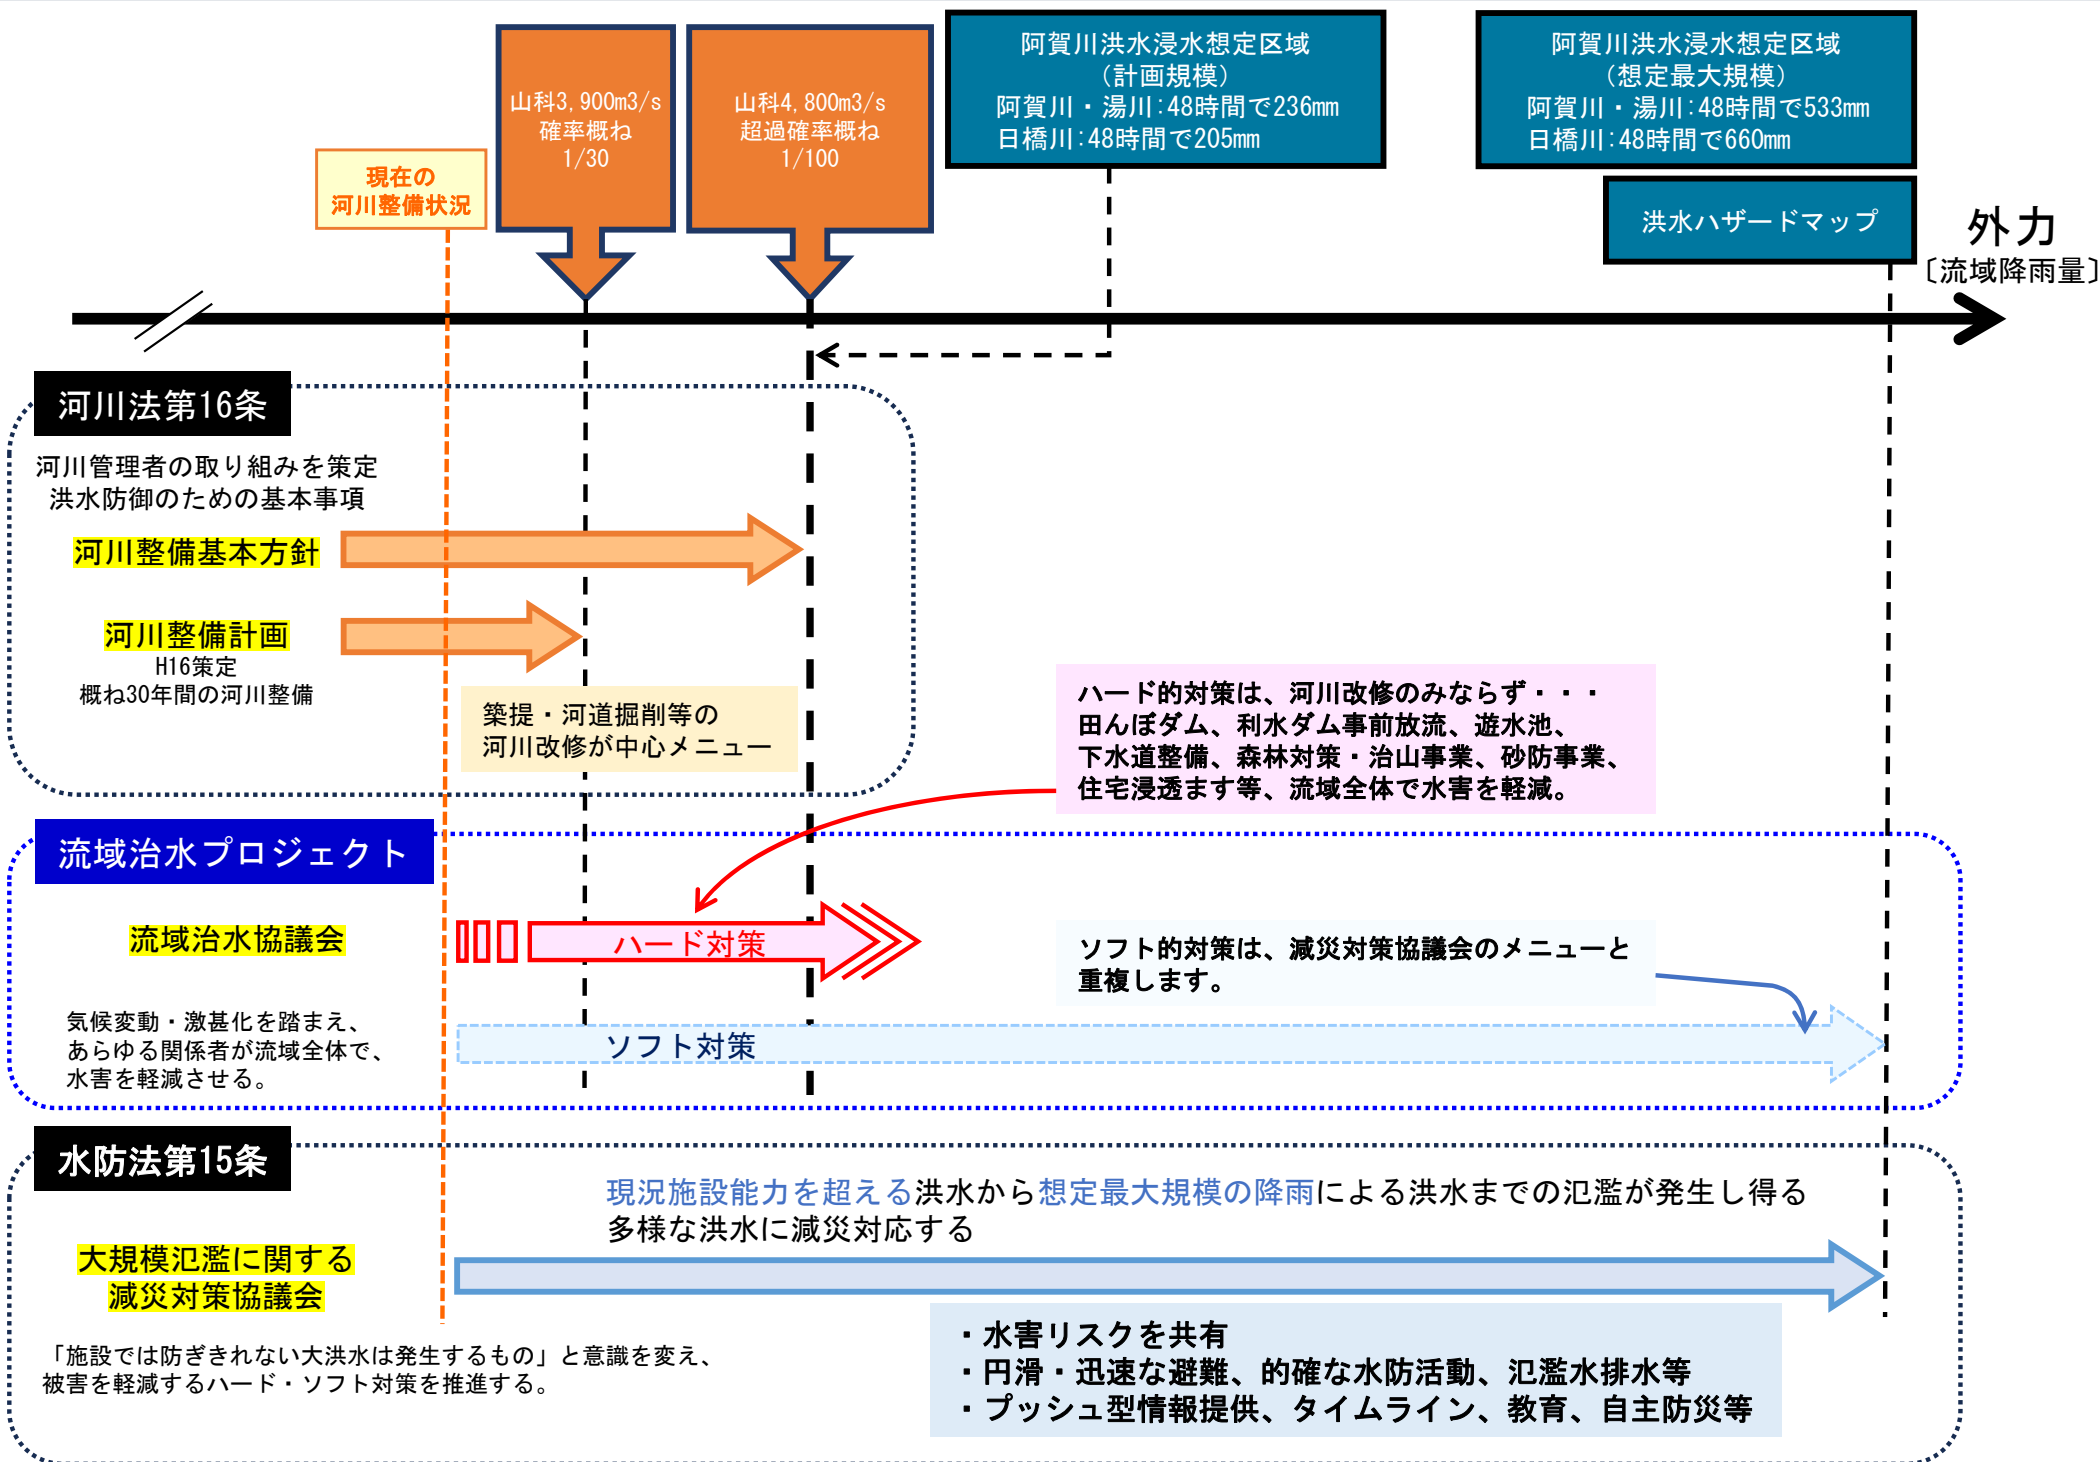 山科3,900m3/s
確率概ね
1/30
山科4,800m3/s
超過確率概ね
1/100
阿賀川洪水浸水想定区域
(計画規模)
阿賀川・湯川:48時間で236mm
日橋川:48時間で205mm
阿賀川洪水浸水想定区域
(想定最大規模)
阿賀川・湯川:48時間で533mm
日橋川:48時間で660mm
洪水ハザードマップ
現在の
河川整備状況
外力
〔流域降雨量〕
河川法第16条
河川管理者の取り組みを策定
洪水防御のための基本事項
河川整備基本方針
河川整備計画
H16策定
概ね30年間の河川整備
築提・河道掘削等の
河川改修が中心メニュー
ハード的対策は、河川改修のみならず・・・
田んぼダム、利水ダム事前放流、遊水池、
下水道整備、森林対策・治山事業、砂防事業、
住宅浸透ます等、流域全体で水害を軽減。
流域治水プロジェクト
流域治水協議会
ハード対策
ソフト的対策は、減災対策協議会のメニューと
重複します。
気候変動・激甚化を踏まえ、
あらゆる関係者が流域全体で、
水害を軽減させる。
ソフト対策
水防法第15条
現況施設能力を超える洪水から想定最大規模の降雨による洪水までの氾濫が発生し得る
多様な洪水に減災対応する
大規模氾濫に関する
減災対策協議会
「施設では防ぎきれない大洪水は発生するもの」と意識を変え、
被害を軽減するハード・ソフト対策を推進する。
・水害リスクを共有
・円滑・迅速な避難、的確な水防活動、氾濫水排水等
・プッシュ型情報提供、タイムライン、教育、自主防災等